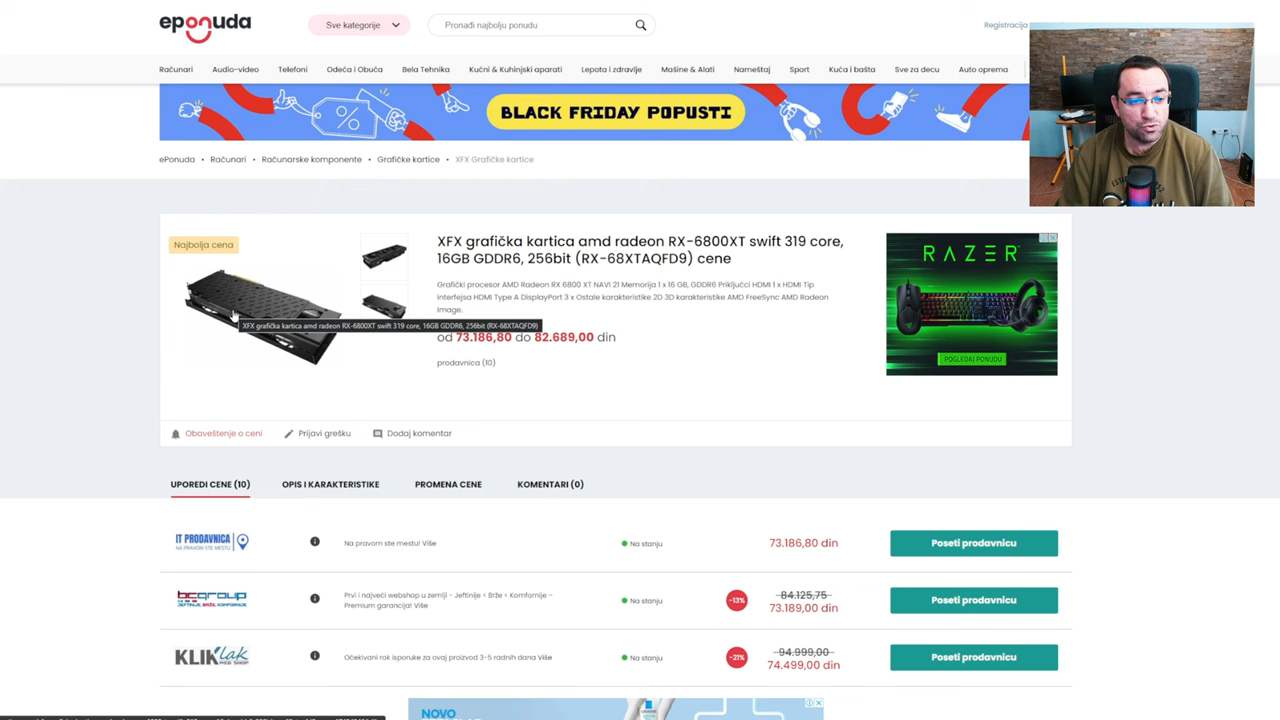 eponuda
Sve kategorije
Pronađi najbolju ponudu
Registracija
Računari
Audio-video
Telefoni
Odeća i Obuća
Bela Tehnika
Kućni & Kuhinjski aparati
Lepota i zdravlje
Mašine & Alati
Nameštaj
Sport
Kuća i bašta
Sve za decu
Auto oprema
%
BLACK FRIDAY POPUSTI
ePonuda • Računari • Računarske komponente • Grafičke kartice • XFX Grafičke kartice
Najbolja cena
XFX grafička kartica amd radeon RX-6800XT swift 319 core,
16GB GDDR6, 256bit (RX-68XTAQFD9) cene
Grafički procesor AMD Radeon RX 6800 XT NAVI 21 Memorija 1 x 16 GB, GDDR6 Priključci HDMI 1 x HDMI Tip
Interfejsa HDMI Type A DisplayPort 3 x Ostale karakteristike 2D 3D karakteristike AMD FreeSync AMD Radeon
Image.
XFX grafička kartica amd radeon RX-6800XT swift 319 core, 16GB GDDR6, 256bit (RX-68XTAQFD9)
od 73.186,80 do 82.689,00 din
prodavnica (10)
RAZER
POGLEDAJ PONUDU
Obaveštenje o ceni
Prijavi grešku
Dodaj komentar
UPOREDI CENE (10)
OPIS I KARAKTERISTIKE
PROMENA CENE
KOMENTARI (0)
IT PRODAVNICA
NA PRAVOM STE MESTU!
Na pravom ste mestu! Više
Na stanju
73.186,80 din
Poseti prodavnicu
bcgroup
JEFTINIJE, BRŽE, KOMFORNIJE
Prvi i najveći webshop u zemlji - Jeftinije < Brže < Komfornije –
Premium garancija! Više
Na stanju
-13%
84.125,75
73.189,00 din
Poseti prodavnicu
KLIKlak
WEB SHOP
Očekivani rok isporuke za ovaj proizvod 3-5 radnih dana Više
Na stanju
-21%
94.999,00
74.499,00 din
Poseti prodavnicu
NOVO